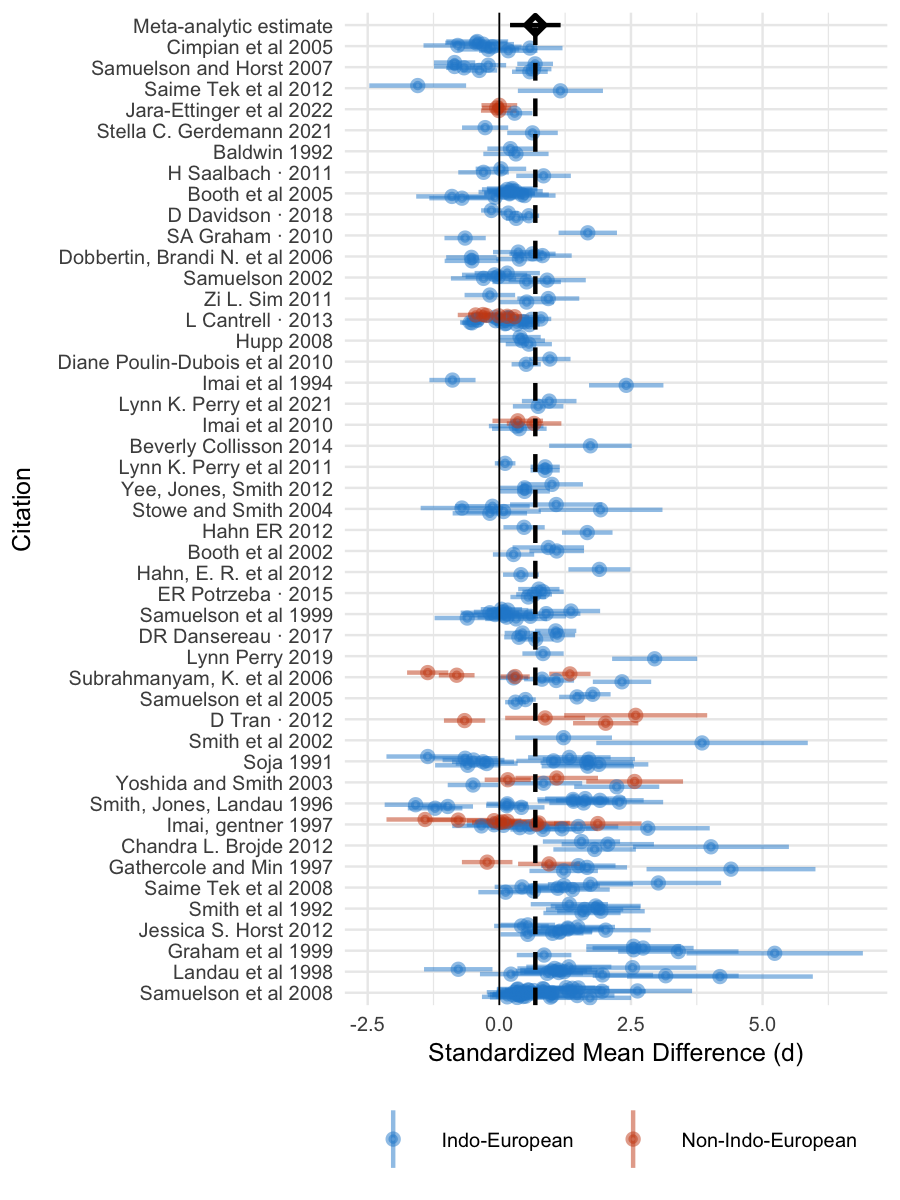 Meta-analytic estimate
Cimpian et al 2005
Samuelson and Horst 2007
Saime Tek et al 2012
Jara-Ettinger et al 2022
Stella C. Gerdemann 2021
Baldwin 1992
H Saalbach · 2011
Booth et al 2005
D Davidson · 2018
SA Graham · 2010
Dobbertin, Brandi N. et al 2006
Samuelson 2002
Zi L. Sim 2011
L Cantrell · 2013
Hupp 2008
Diane Poulin-Dubois et al 2010
Imai et al 1994
Lynn K. Perry et al 2021
Imai et al 2010
Beverly Collisson 2014
Lynn K. Perry et al 2011
Yee, Jones, Smith 2012
Stowe and Smith 2004
Hahn ER 2012
Booth et al 2002
Hahn, E. R. et al 2012
ER Potrzeba · 2015
Samuelson et al 1999
DR Dansereau · 2017
Lynn Perry 2019
Subrahmanyam, K. et al 2006
Samuelson et al 2005
D Tran · 2012
Smith et al 2002
Soja 1991
Yoshida and Smith 2003
Smith, Jones, Landau 1996
Imai, gentner 1997
Chandra L. Brojde 2012
Gathercole and Min 1997
Saime Tek et al 2008
Smith et al 1992
Jessica S. Horst 2012
Graham et al 1999
Landau et al 1998
Samuelson et al 2008
Citation
-2.5 0.0 2.5 5.0
Standardized Mean Difference (d)
Indo-European Non-Indo-European